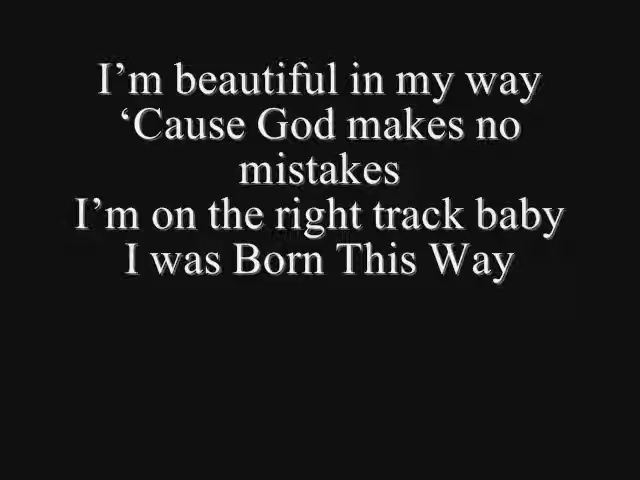 I’m beautiful in my way
‘Cause God makes no
mistakes
I’m on the right track baby
I was Born This Way